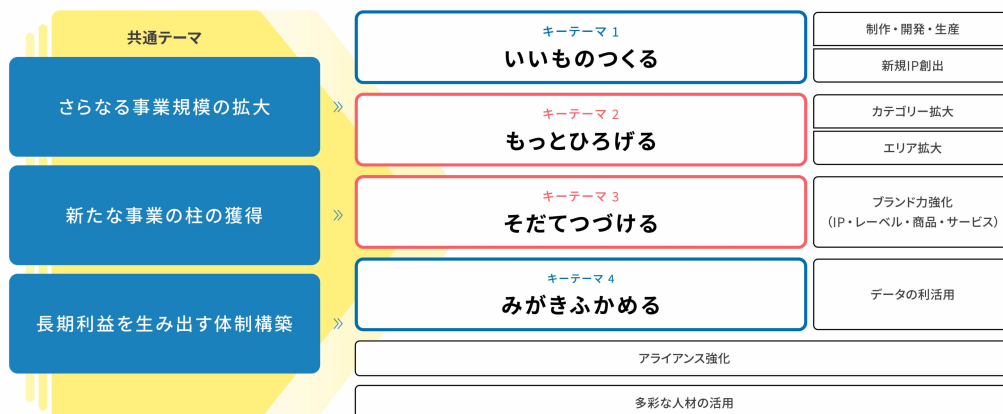 共通テーマ
さらなる事業規模の拡大
»
新たな事業の柱の獲得
»
長期利益を生み出す体制構築
»
キーテーマ 1
いいものつくる
制作・開発・生産
新規IP創出
キーテーマ 2
もっとひろげる
カテゴリー拡大
エリア拡大
キーテーマ 3
そだてつづける
ブランド力強化
（IP・レーベル・商品・サービス）
キーテーマ 4
みがきふかめる
データの利活用
アライアンス強化
多彩な人材の活用